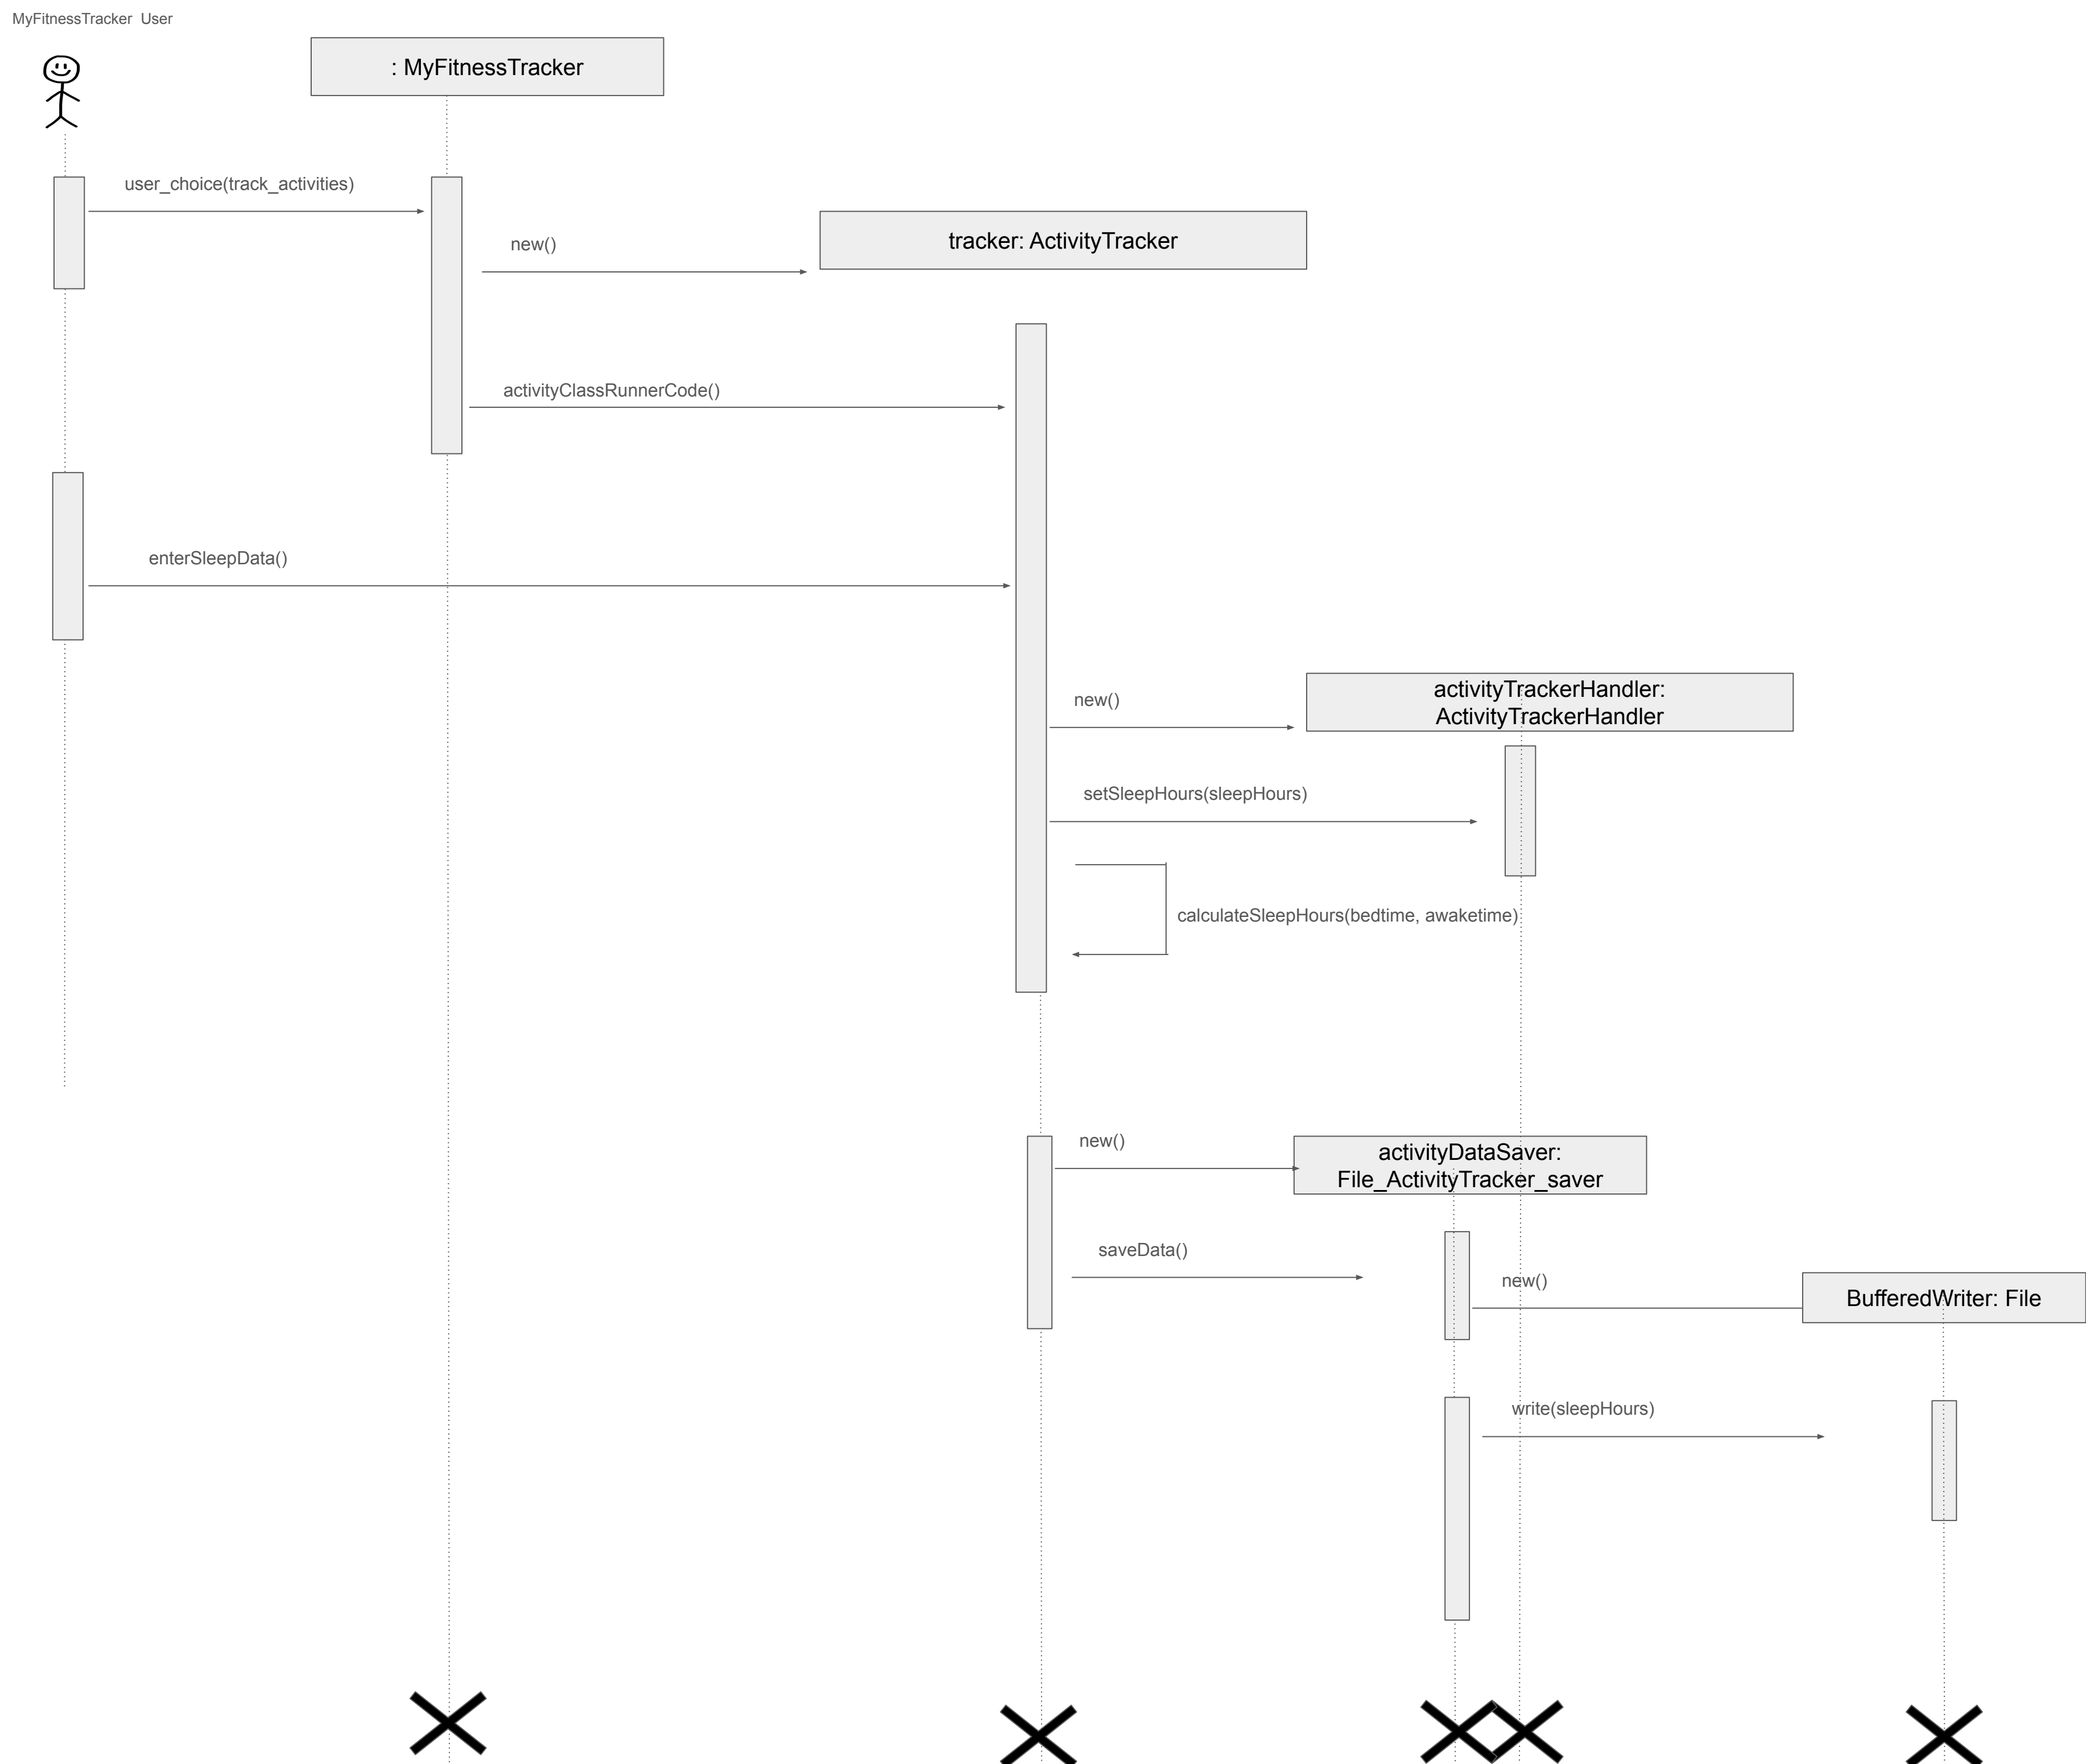 MyFitnessTracker  User
: MyFitnessTracker
user_choice(track_activities)
new()
tracker: ActivityTracker
activityClassRunnerCode()
enterSleepData()
new()
activityTrackerHandler:
ActivityTrackerHandler
setSleepHours(sleepHours)
calculateSleepHours(bedtime, awaketime)
new()
activityDataSaver:
File_ActivityTracker_saver
saveData()
new()
BufferedWriter: File
write(sleepHours)